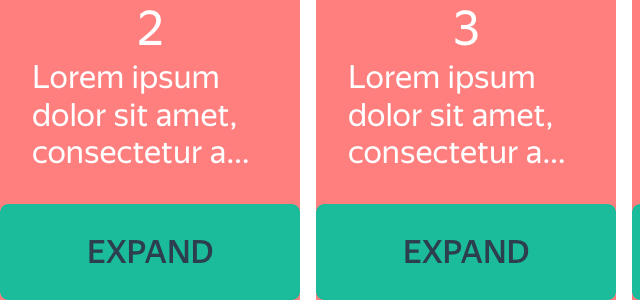 2
Lorem ipsum
dolor sit amet,
consectetur a...
EXPAND
3
Lorem ipsum
dolor sit amet,
consectetur a...
EXPAND